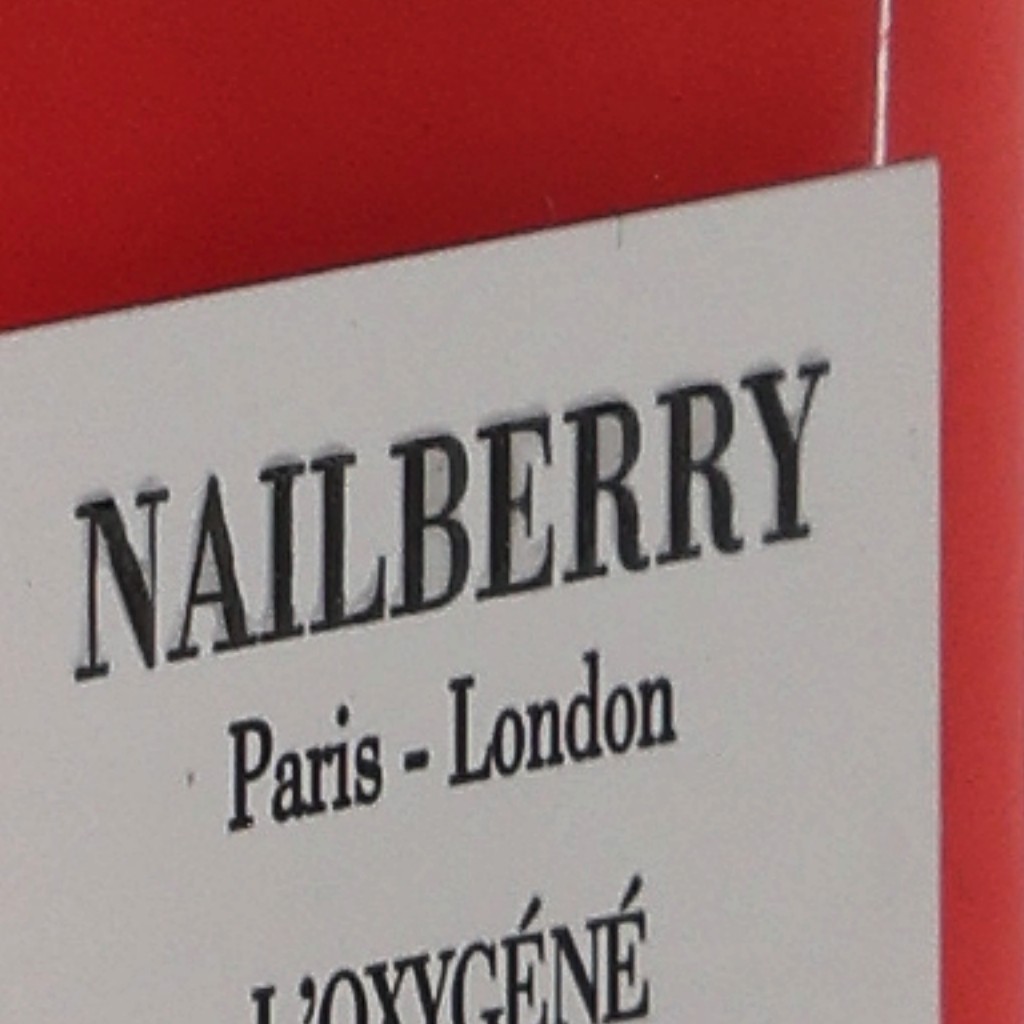 NAILBERRY
Paris - London
L'OXYGÉNÉ